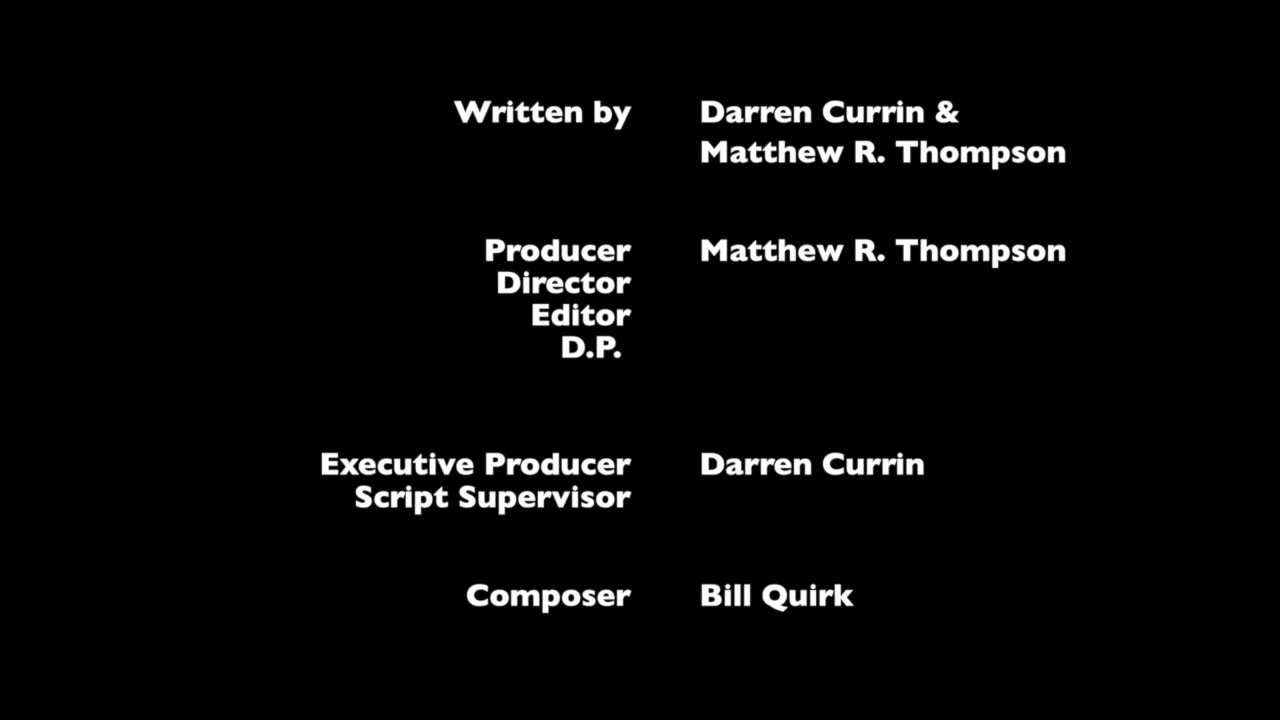 Written by Darren Currin &
Matthew R. Thompson
Producer Matthew R. Thompson
Director
Editor
D.P.
Executive Producer Darren Currin
Script Supervisor
Composer Bill Quirk